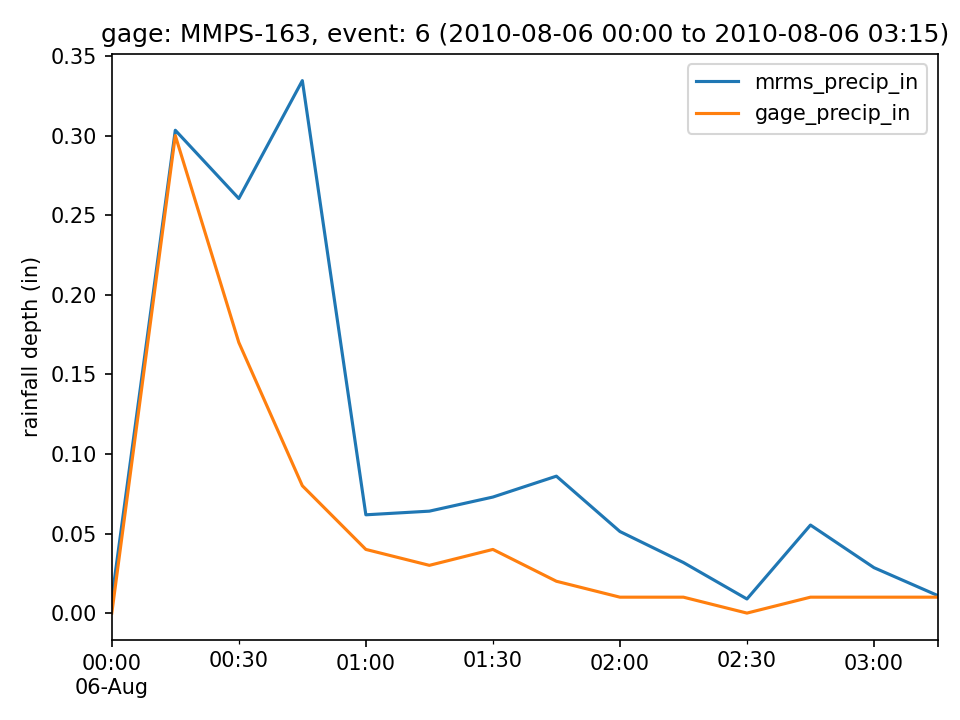 gage: MMPS-163, event: 6 (2010-08-06 00:00 to 2010-08-06 03:15)
mrms_precip_in
gage_precip_in
rainfall depth (in)
0.35
0.30
0.25
0.20
0.15
0.10
0.05
0.00
00:00 00:30 01:00 01:30 02:00 02:30 03:00
06-Aug